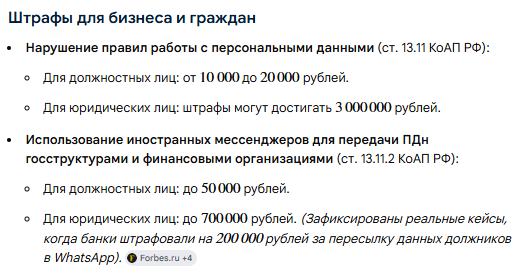 Штрафы для бизнеса и граждан
• Нарушение правил работы с персональными данными (ст. 13.11 КоАП РФ):
◦ Для должностных лиц: от 10 000 до 20 000 рублей.
◦ Для юридических лиц: штрафы могут достигать 3 000 000 рублей.
• Использование иностранных мессенджеров для передачи ПДн
госструктурами и финансовыми организациями (ст. 13.11.2 КоАП РФ):
◦ Для должностных лиц: до 50 000 рублей.
◦ Для юридических лиц: до 700 000 рублей. (Зафиксированы реальные кейсы,
когда банки штрафовали на 200 000 рублей за пересылку данных должников
в WhatsApp). Forbes.ru +4